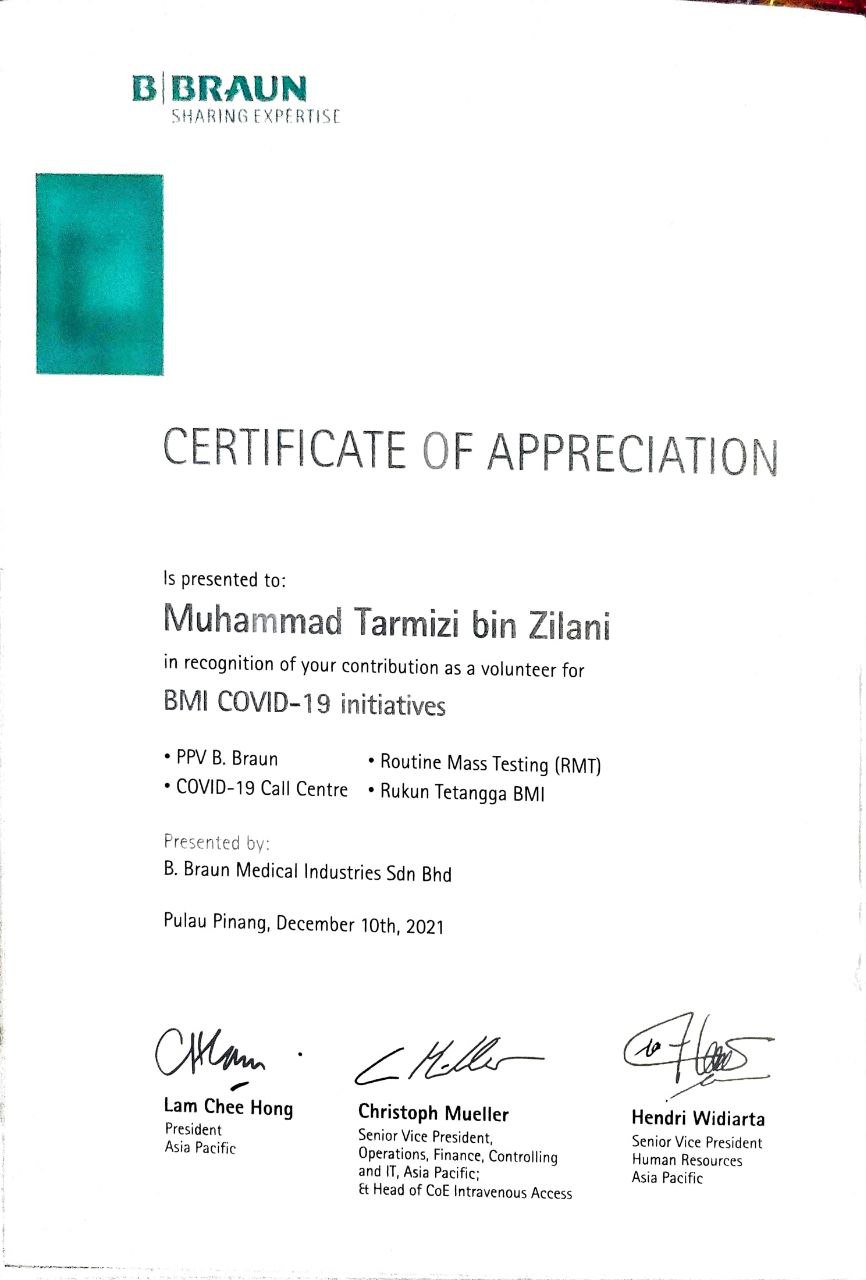 B|BRAUN
SHARING EXPERTISE
CERTIFICATE OF APPRECIATION
Is presented to:
Muhammad Tarmizi bin Zilani
in recognition of your contribution as a volunteer for
BMI COVID-19 initiatives
• PPV B. Braun • Routine Mass Testing (RMT)
• COVID-19 Call Centre • Rukun Tetangga BMI
Presented by:
B. Braun Medical Industries Sdn Bhd
Pulau Pinang, December 10th, 2021
Lam Chee Hong
President
Asia Pacific
Christoph Mueller
Senior Vice President,
Operations, Finance, Controlling
and IT, Asia Pacific;
& Head of CoE Intravenous Access
Hendri Widiarta
Senior Vice President
Human Resources
Asia Pacific